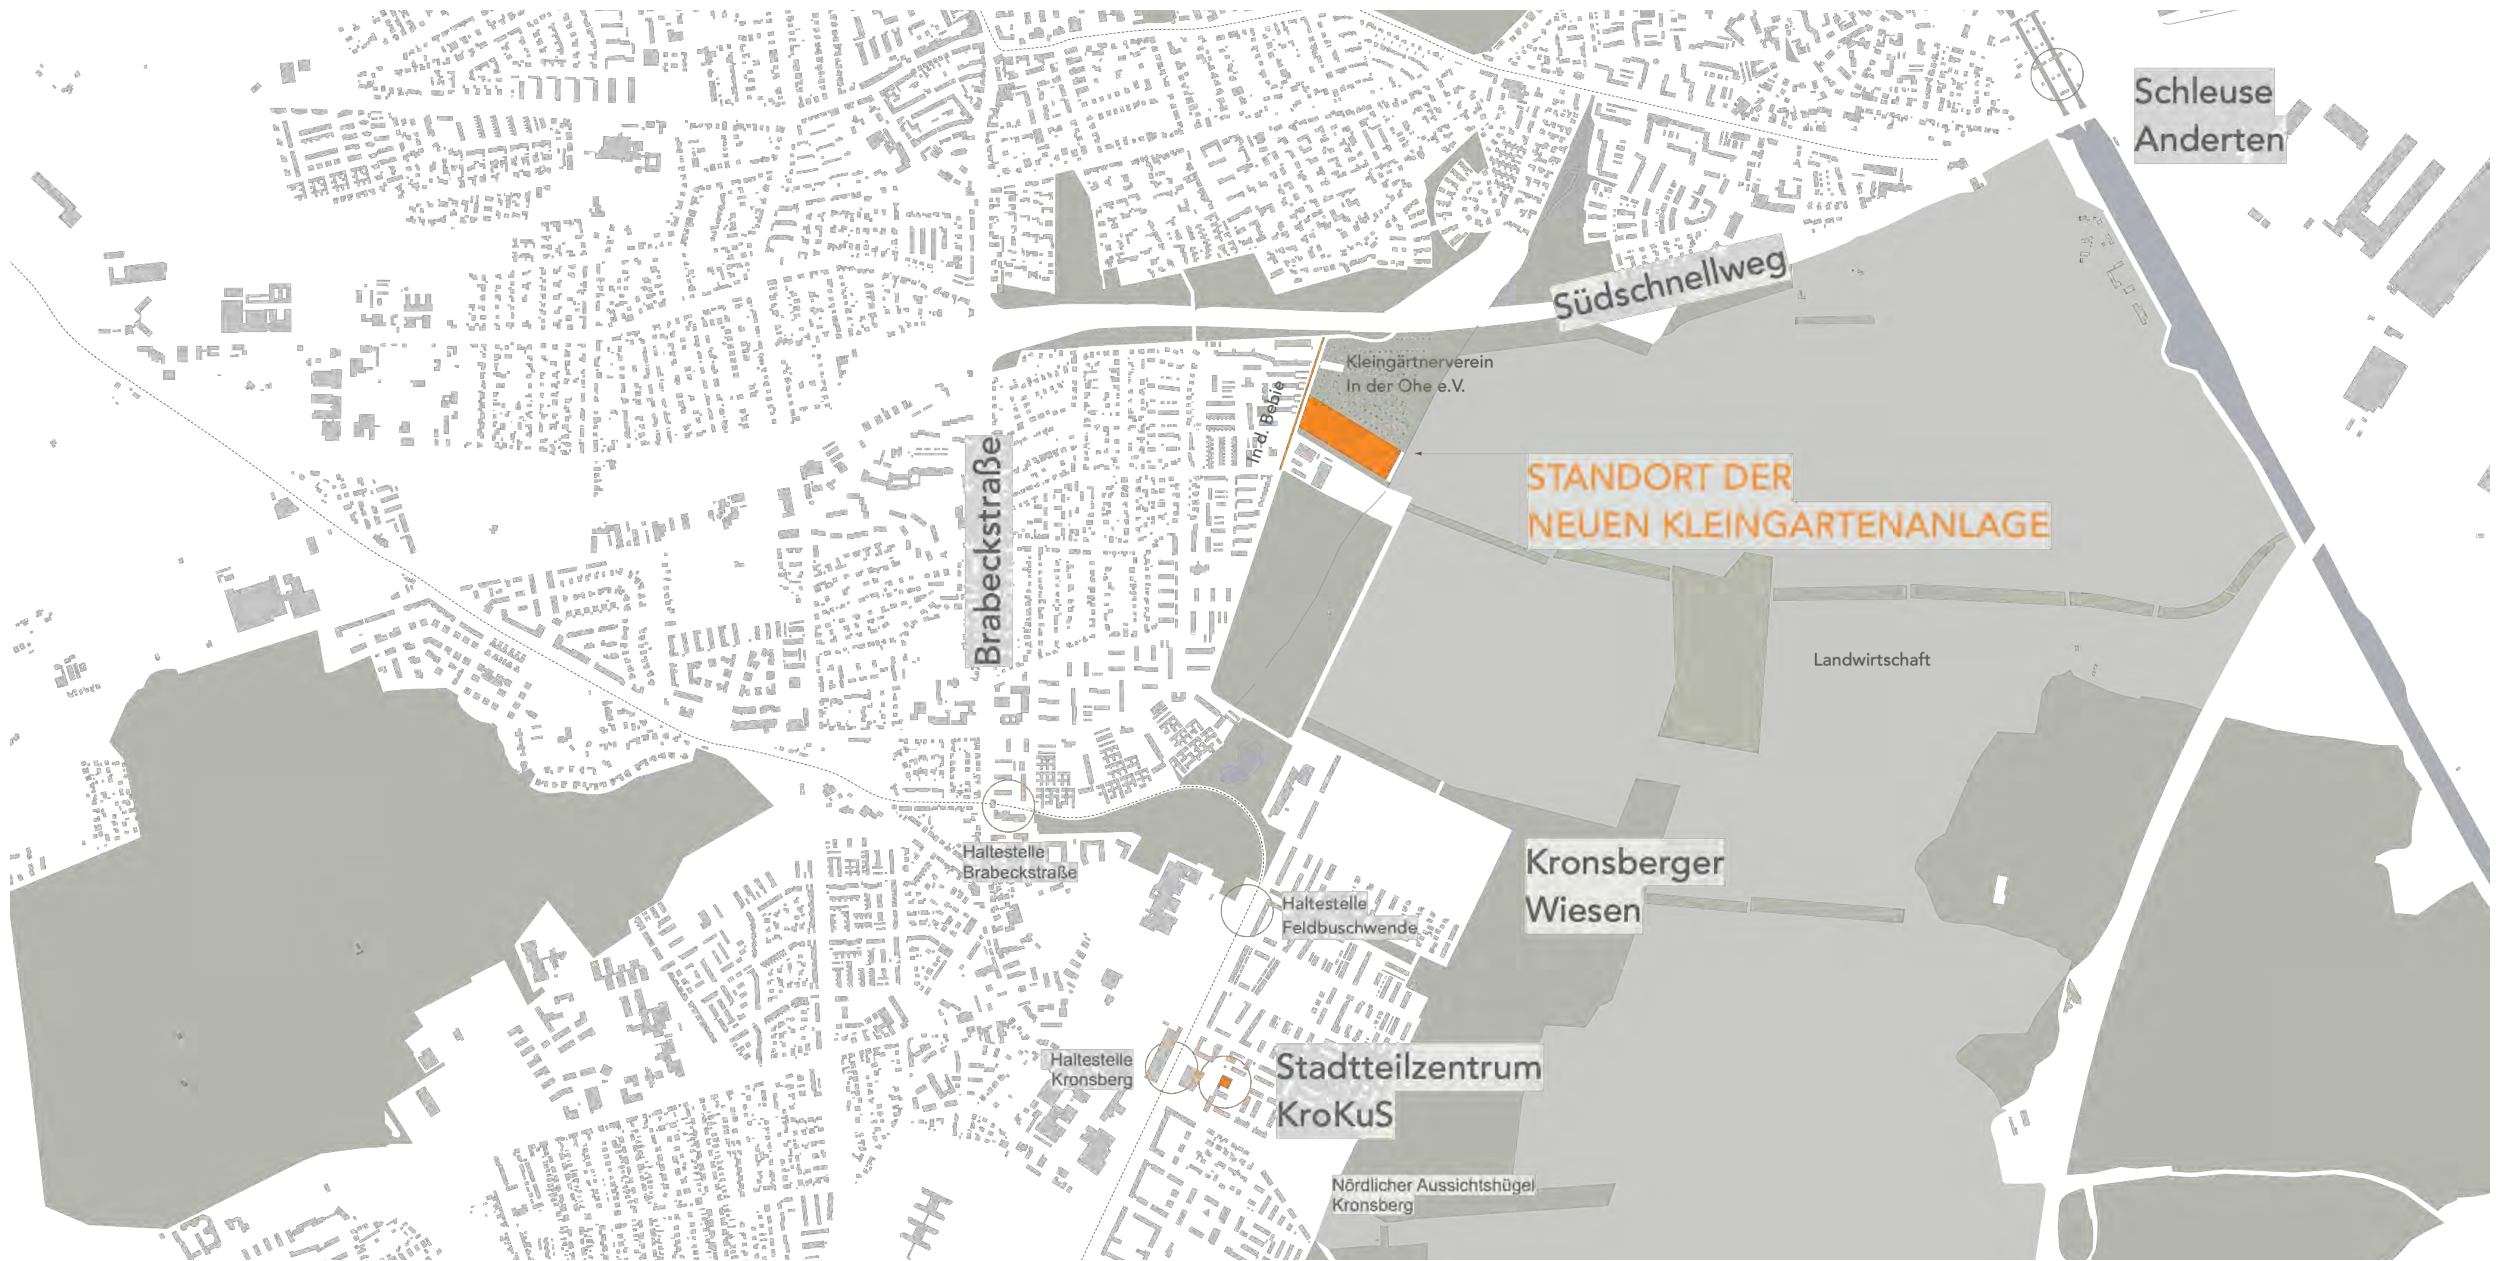 Schleuse
Anderten
Südschnellweg
Kleingärtnerverein
In der Ohe e.V.
In d. Bebie
Brabeckstraße
STANDORT DER
NEUEN KLEINGARTENANLAGE
Landwirtschaft
Haltestelle
Brabeckstraße
Kronsberger
Wiesen
Haltestelle
Feldbuschwende
Haltestelle
Kronsberg
Stadtteilzentrum
KroKuS
Nördlicher Aussichtshügel
Kronsberg